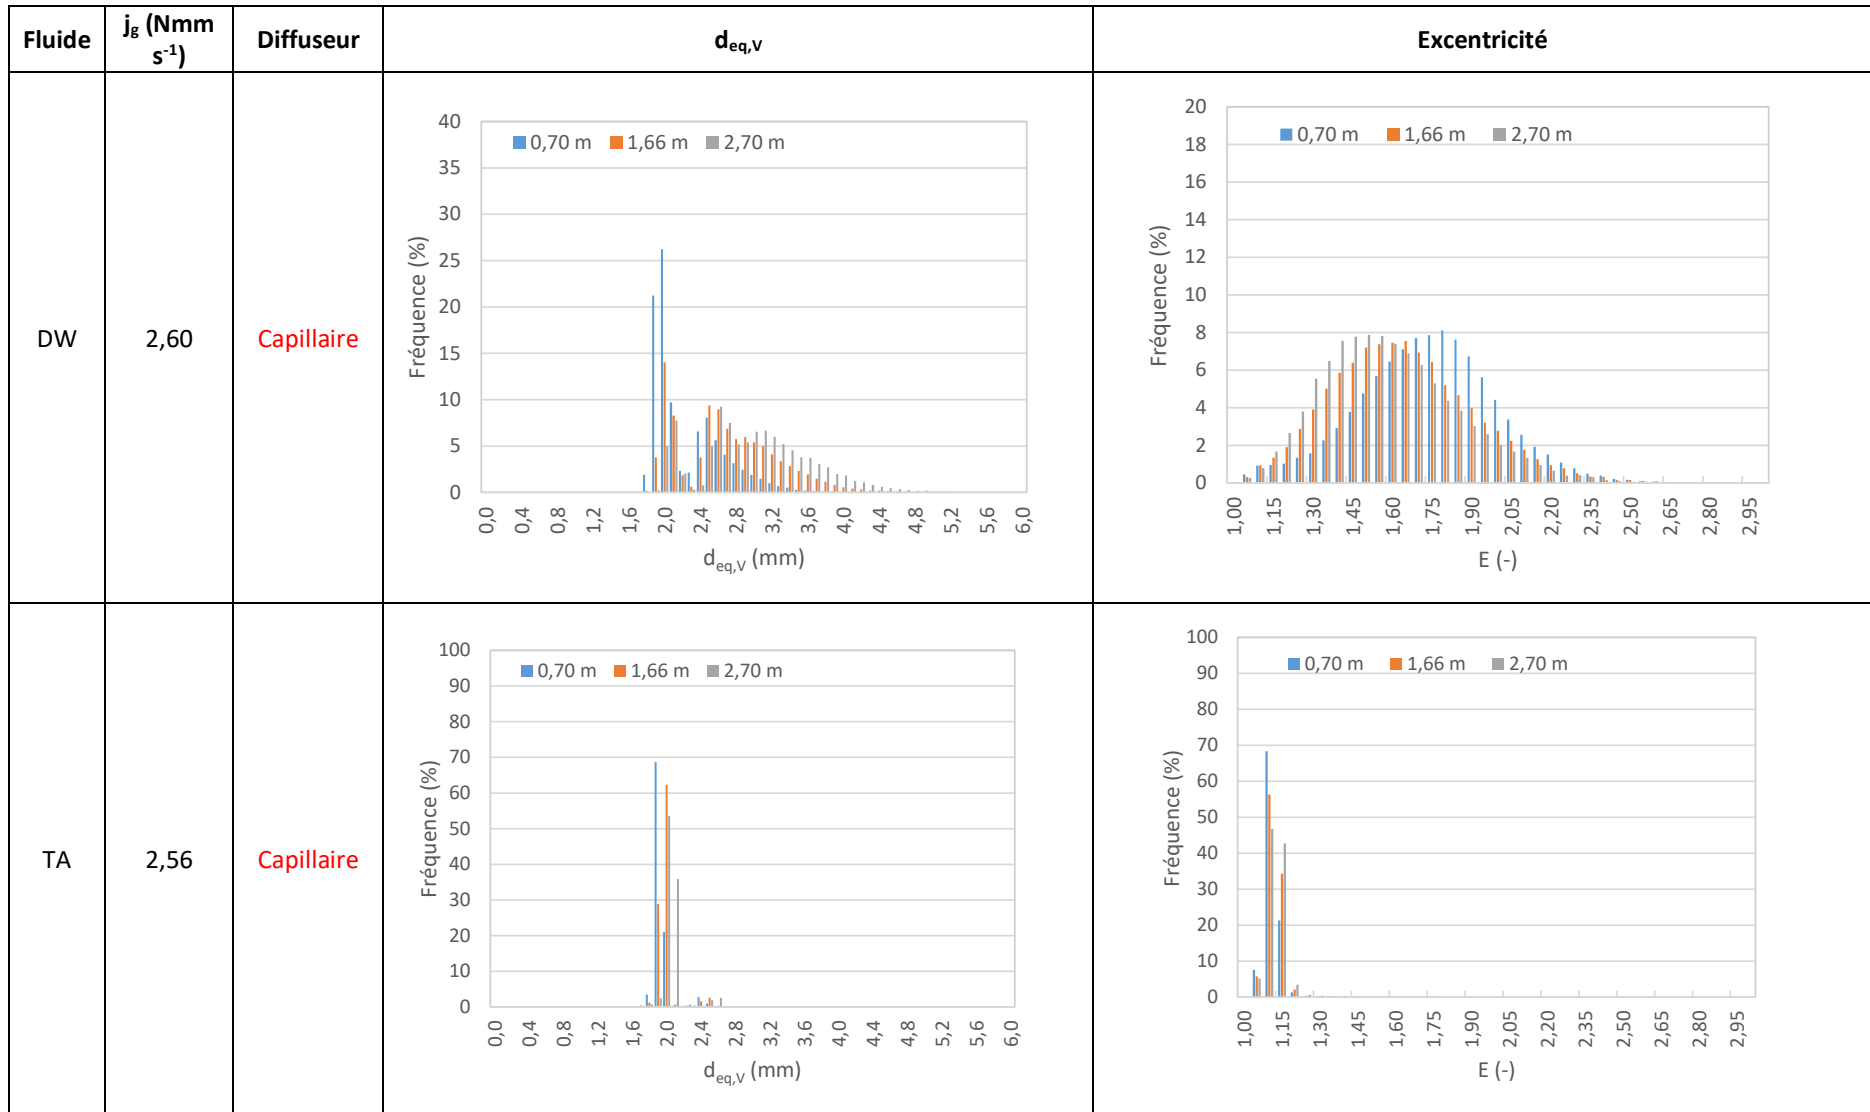 Fluide
j_g (Nmm
s⁻¹)
Diffuseur
d_eq,V
Excentricité
DW
2,60
Capillaire
40
35
30
25
20
15
10
5
0
Fréquence (%)
0,70 m 1,66 m 2,70 m
0,0 0,4 0,8 1,2 1,6 2,0 2,4 2,8 3,2 3,6 4,0 4,4 4,8 5,2 5,6 6,0
d_eq,V (mm)
20
18
16
14
12
10
8
6
4
2
0
Fréquence (%)
0,70 m 1,66 m 2,70 m
1,00 1,15 1,30 1,45 1,60 1,75 1,90 2,05 2,20 2,35 2,50 2,65 2,80 2,95
E (-)
TA
2,56
Capillaire
100
90
80
70
60
50
40
30
20
10
0
Fréquence (%)
0,70 m 1,66 m 2,70 m
0,0 0,4 0,8 1,2 1,6 2,0 2,4 2,8 3,2 3,6 4,0 4,4 4,8 5,2 5,6 6,0
d_eq,V (mm)
100
90
80
70
60
50
40
30
20
10
0
Fréquence (%)
0,70 m 1,66 m 2,70 m
1,00 1,15 1,30 1,45 1,60 1,75 1,90 2,05 2,20 2,35 2,50 2,65 2,80 2,95
E (-)